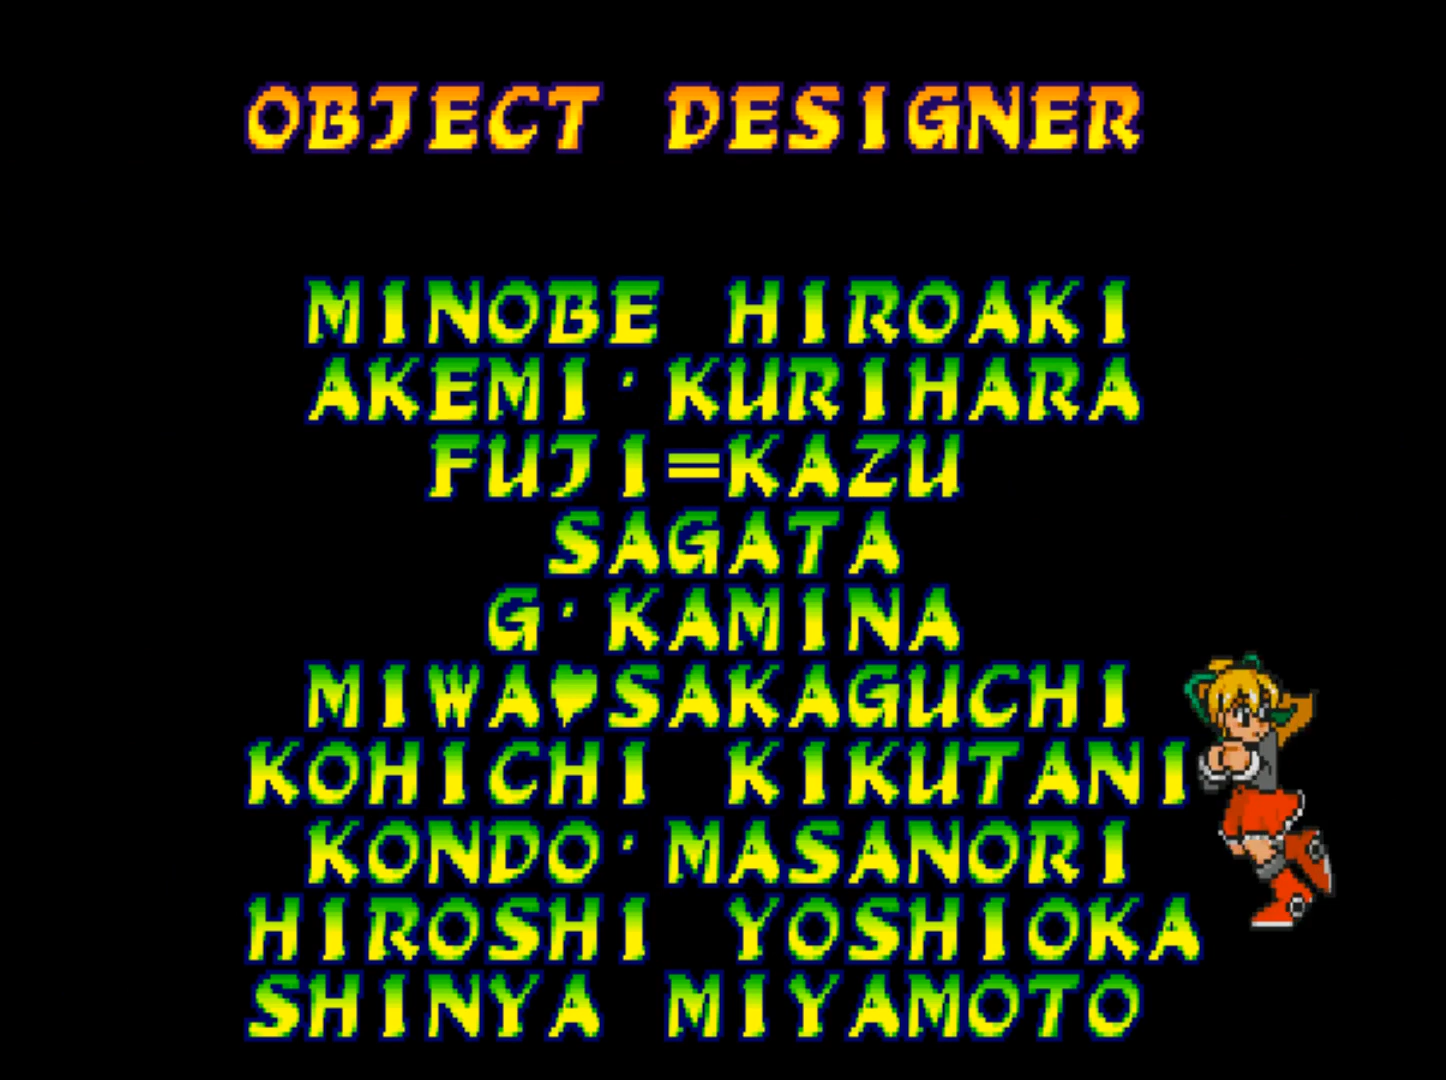 OBJECT DESIGNER
MINOBE HIROAKI
AKEMI·KURIHARA
FUJI=KAZU
SAGATA
G·KAMINA
MIWA♥SAKAGUCHI
KOHICHI KIKUTANI
KONDO·MASANORI
HIROSHI YOSHIOKA
SHINYA MIYAMOTO